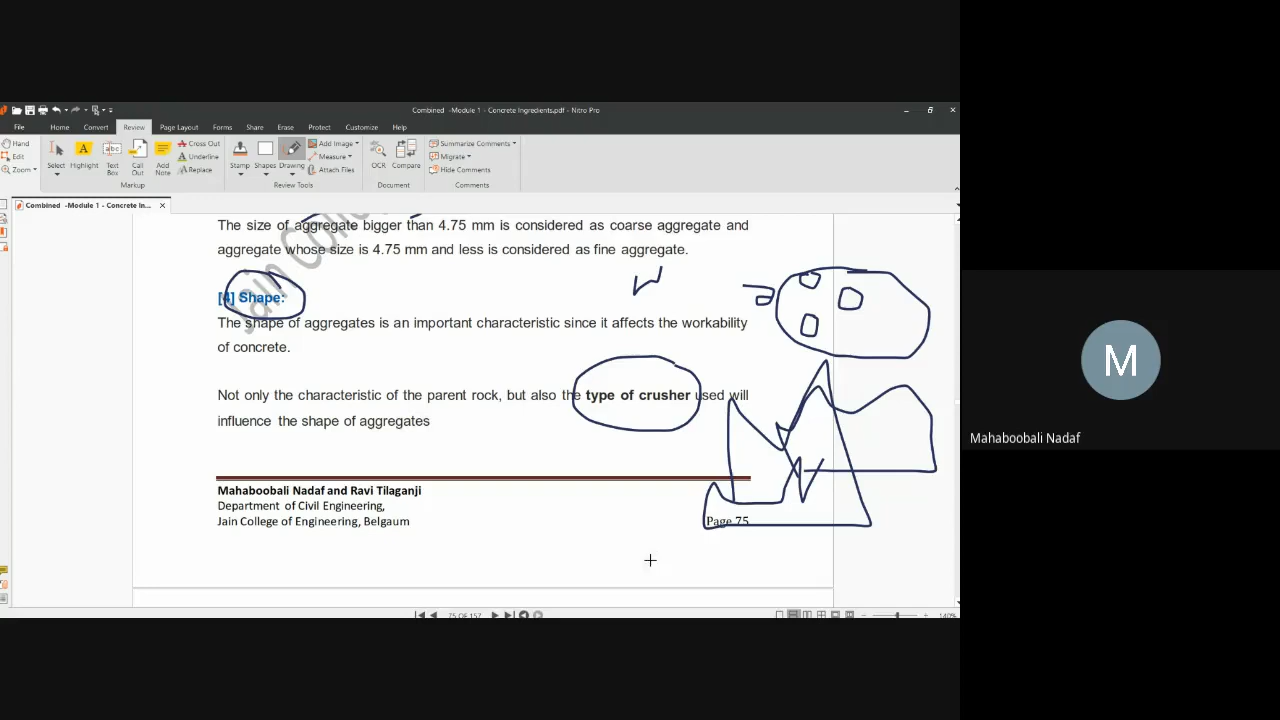 Combined -Module 1 - Concrete Ingredients.pdf - Nitro Pro
File Home Convert Review Page Layout Forms Share Erase Protect Customize Help
Hand
Edit
Zoom
Select
Highlight
Text Box
Call Out
Add Note
Cross Out
Underline
Replace
Markup
Stamp
Shapes
Drawing
Add Image
Measure
Attach Files
Review Tools
OCR
Compare
Document
Summarize Comments
Migrate
Hide Comments
Comments
Combined -Module 1 - Concrete In...
The size of aggregate bigger than 4.75 mm is considered as coarse aggregate and
aggregate whose size is 4.75 mm and less is considered as fine aggregate.
[4] Shape:
The shape of aggregates is an important characteristic since it affects the workability
of concrete.
Not only the characteristic of the parent rock, but also the type of crusher used will
influence the shape of aggregates
Mahaboobali Nadaf and Ravi Tilaganji
Department of Civil Engineering,
Jain College of Engineering, Belgaum
Page 75
75 OF 157
140%
M
Mahaboobali Nadaf